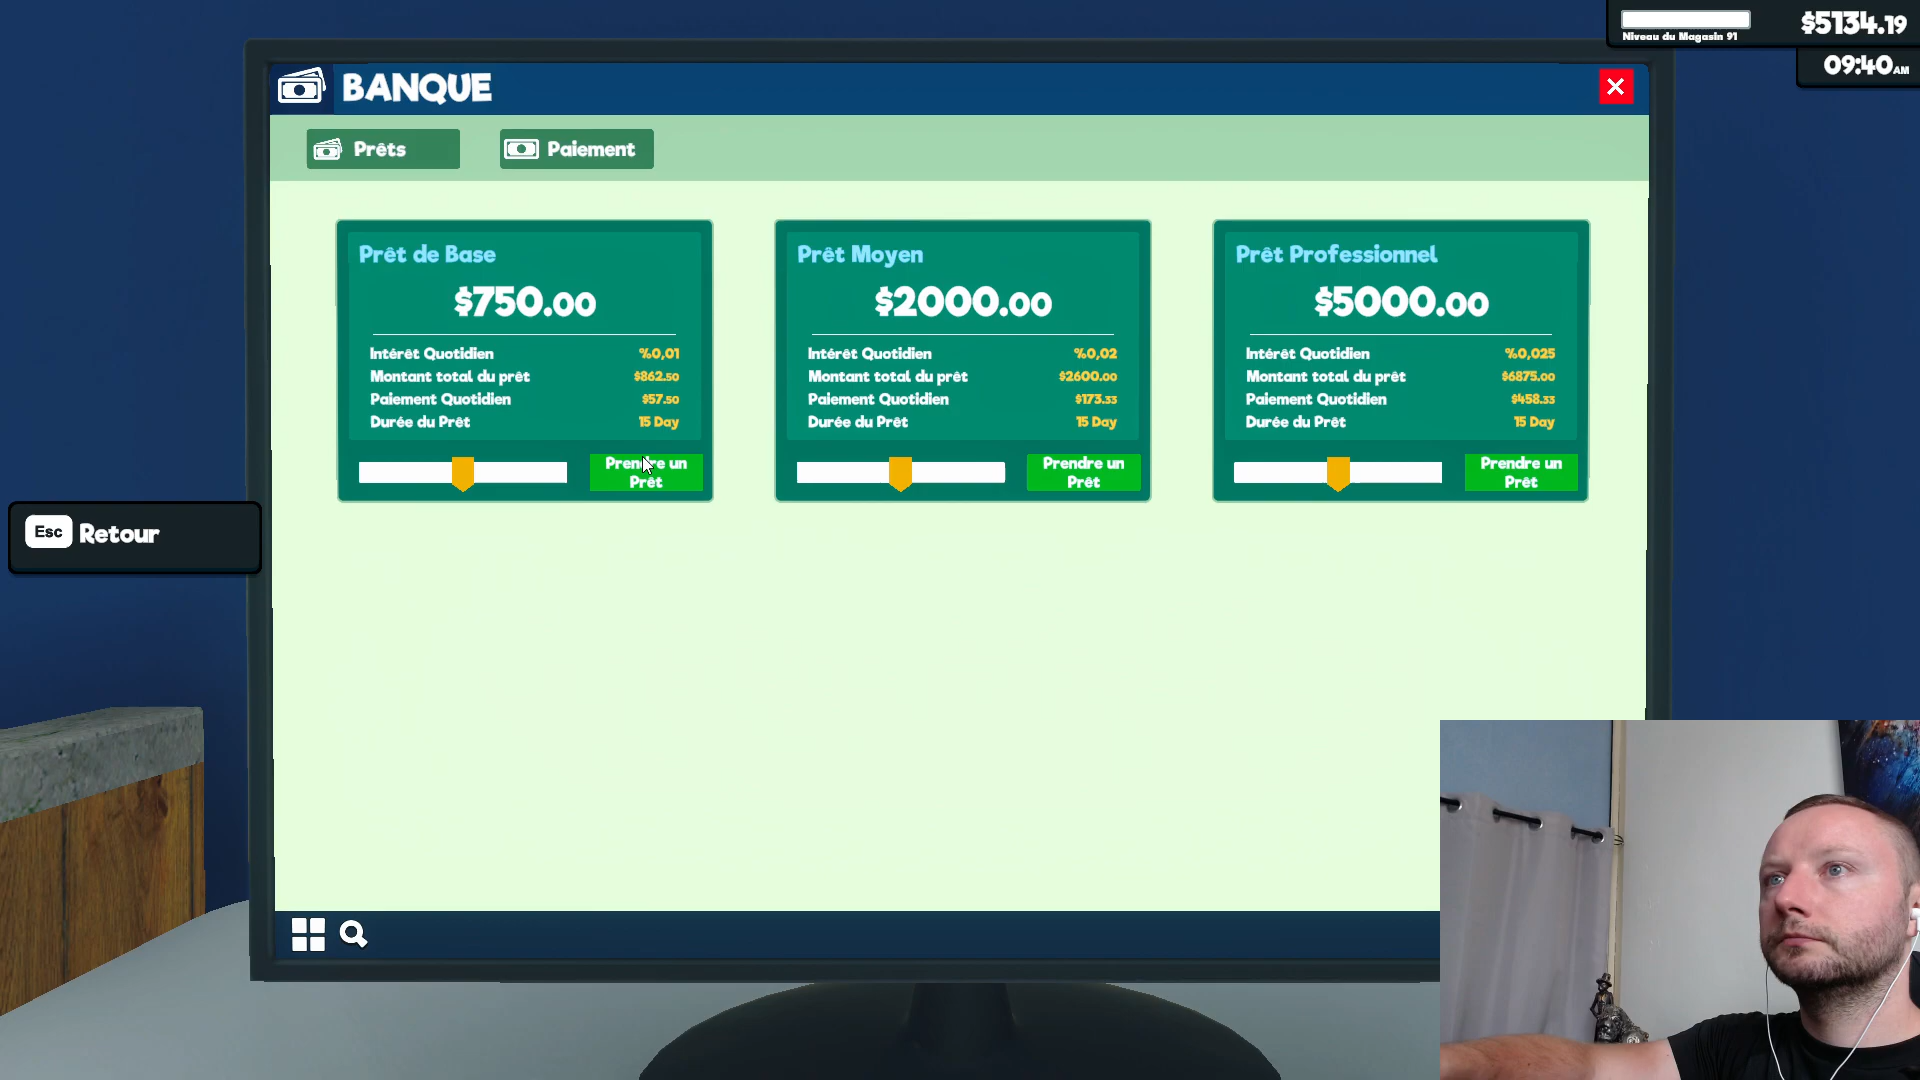 $5134.19
Niveau du Magasin 91
09:40AM
BANQUE
Prêts
Paiement
Prêt de Base
$750.00
Intérêt Quotidien %0,01
Montant total du prêt $862.50
Paiement Quotidien $57.50
Durée du Prêt 15 Day
Prendre un
Prêt
Prêt Moyen
$2000.00
Intérêt Quotidien %0,02
Montant total du prêt $2600.00
Paiement Quotidien $173.33
Durée du Prêt 15 Day
Prendre un
Prêt
Prêt Professionnel
$5000.00
Intérêt Quotidien %0,025
Montant total du prêt $6875.00
Paiement Quotidien $458.33
Durée du Prêt 15 Day
Prendre un
Prêt
Esc Retour